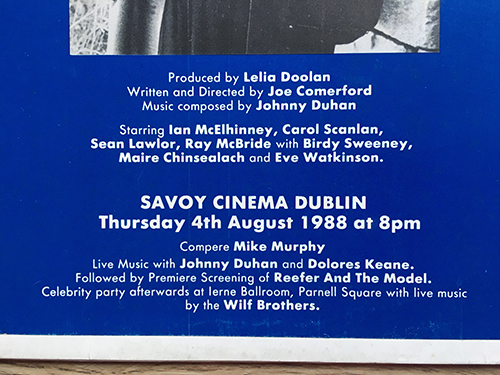 Produced by Lelia Doolan
Written and Directed by Joe Comerford
Music composed by Johnny Duhan
Starring Ian McElhinney, Carol Scanlan,
Sean Lawlor, Ray McBride with Birdy Sweeney,
Maire Chinsealach and Eve Watkinson.
SAVOY CINEMA DUBLIN
Thursday 4th August 1988 at 8pm
Compere Mike Murphy
Live Music with Johnny Duhan and Dolores Keane.
Followed by Premiere Screening of Reefer And The Model.
Celebrity party afterwards at Ierne Ballroom, Parnell Square with live music
by the Wilf Brothers.